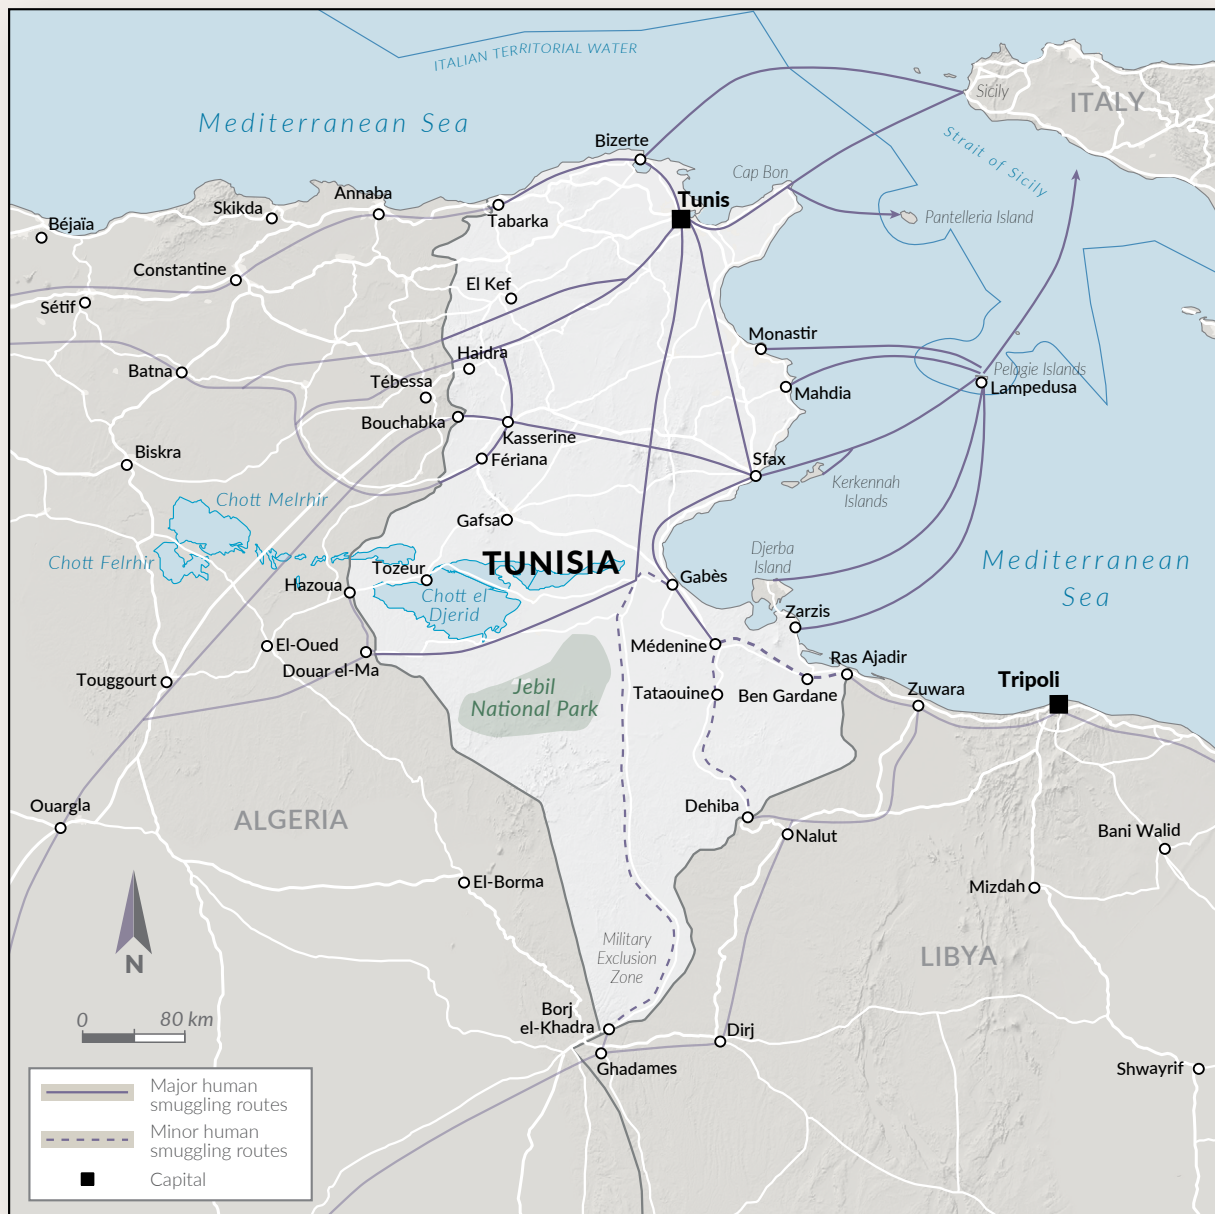 ITALIAN TERRITORIAL WATER
Mediterranean Sea
Sicily
ITALY
Strait of Sicily
Bizerte
Cap Bon
Tunis
Annaba
Skikda
Béjaïa
Tabarka
Pantelleria Island
Constantine
Sétif
El Kef
Monastir
Haidra
Batna
Tébessa
Pelagie Islands
Lampedusa
Mahdia
Bouchabka
Kasserine
Fériana
Biskra
Sfax
Kerkennah
Islands
Chott Melrhir
Gafsa
Chott Felrhir
TUNISIA
Djerba
Island
Mediterranean
Sea
Tozeur
Hazoua
Gabès
Chott el
Djerid
Zarzis
El-Oued
Médenine
Ras Ajadir
Douar el-Ma
Touggourt
Jebil
National Park
Tataouine
Ben Gardane
Zuwara
Tripoli
Ouargla
ALGERIA
Dehiba
Nalut
Bani Walid
El-Borma
Mizdah
Military
Exclusion
Zone
LIBYA
N
Borj
el-Khadra
0 80 km
Dirj
Ghadames
Shwayrif
Major human
smuggling routes
Minor human
smuggling routes
Capital